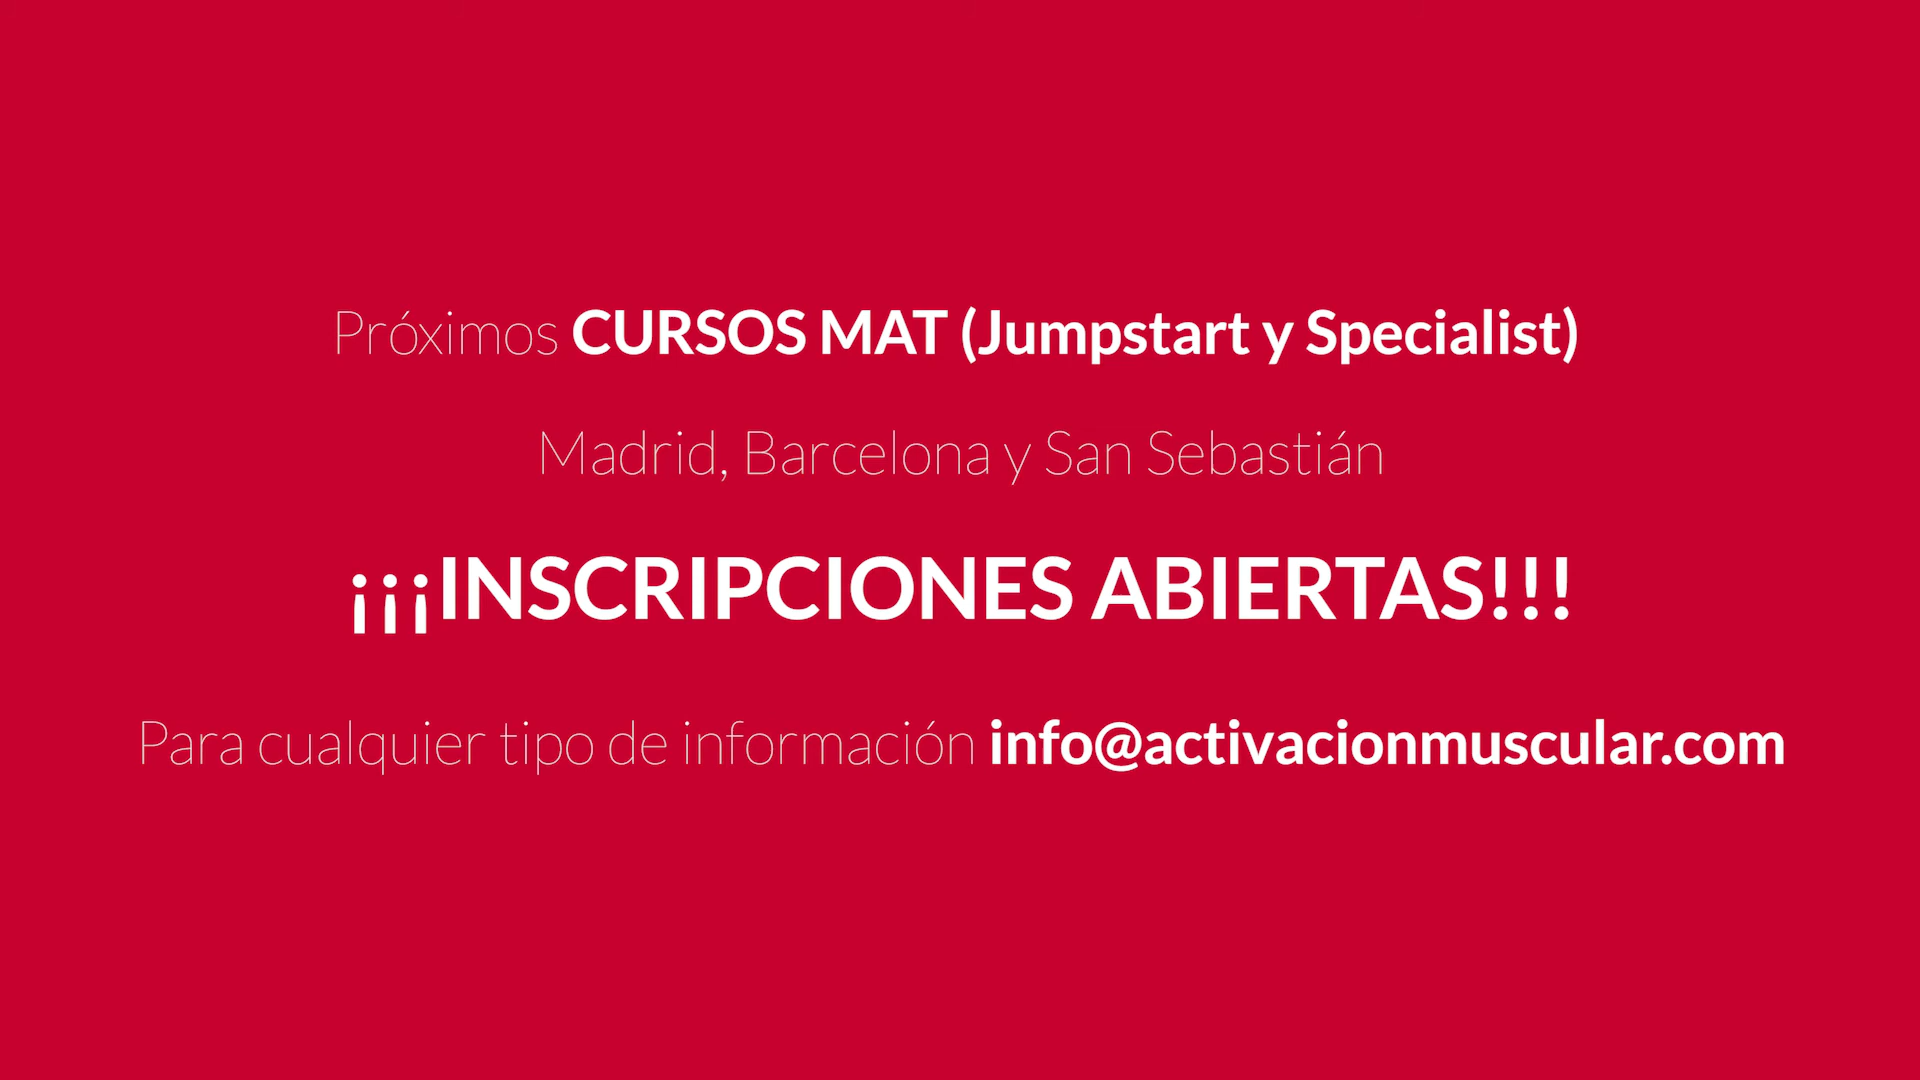 Próximos CURSOS MAT (Jumpstart y Specialist)
Madrid, Barcelona y San Sebastián
¡¡¡INSCRIPCIONES ABIERTAS!!!
Para cualquier tipo de información info@activacionmuscular.com